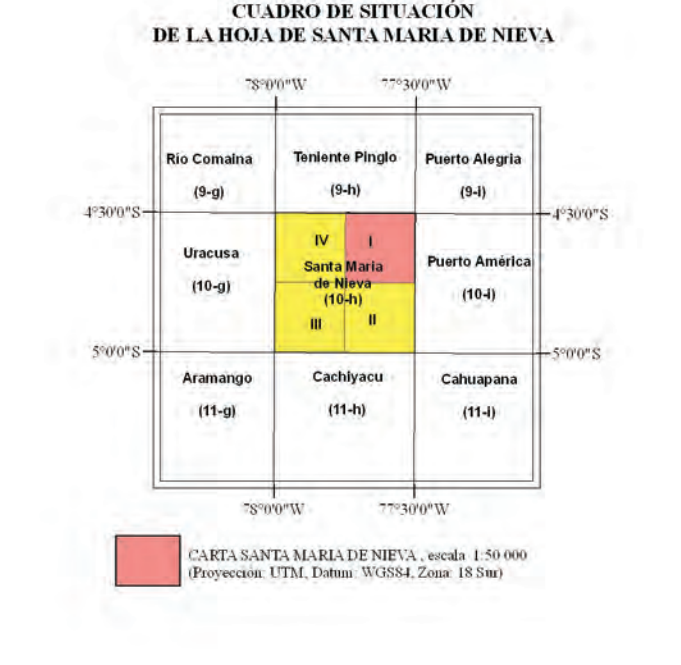 CUADRO DE SITUACIÓN
DE LA HOJA DE SANTA MARIA DE NIEVA
78°0'0"W 77°30'0"W
Río Comaina Teniente Pinglo Puerto Alegria
(9-g) (9-h) (9-i)
4°30'0"S 4°30'0"S
IV I
Uracusa Santa Maria de Nieva Puerto América
(10-g) (10-h) (10-i)
III II
5°0'0"S 5°0'0"S
Aramango Cachiyacu Cahuapana
(11-g) (11-h) (11-i)
78°0'0"W 77°30'0"W
CARTA SANTA MARIA DE NIEVA , escala 1:50 000
(Proyección: UTM, Datum: WGS84, Zona: 18 Sur)